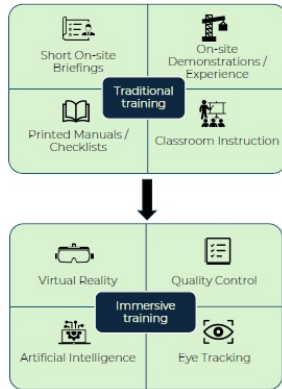 Short On-site
Briefings
On-site
Demonstrations /
Experience
Traditional
training
Printed Manuals /
Checklists
Classroom Instruction
Virtual Reality
Quality Control
Immersive
training
Artificial Intelligence
Eye Tracking